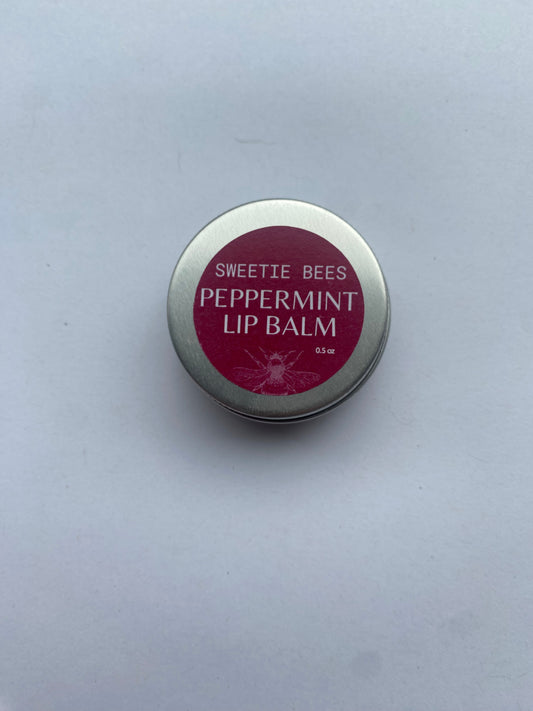 SWEETIE BEES
PEPPERMINT
LIP BALM
0.5 oz